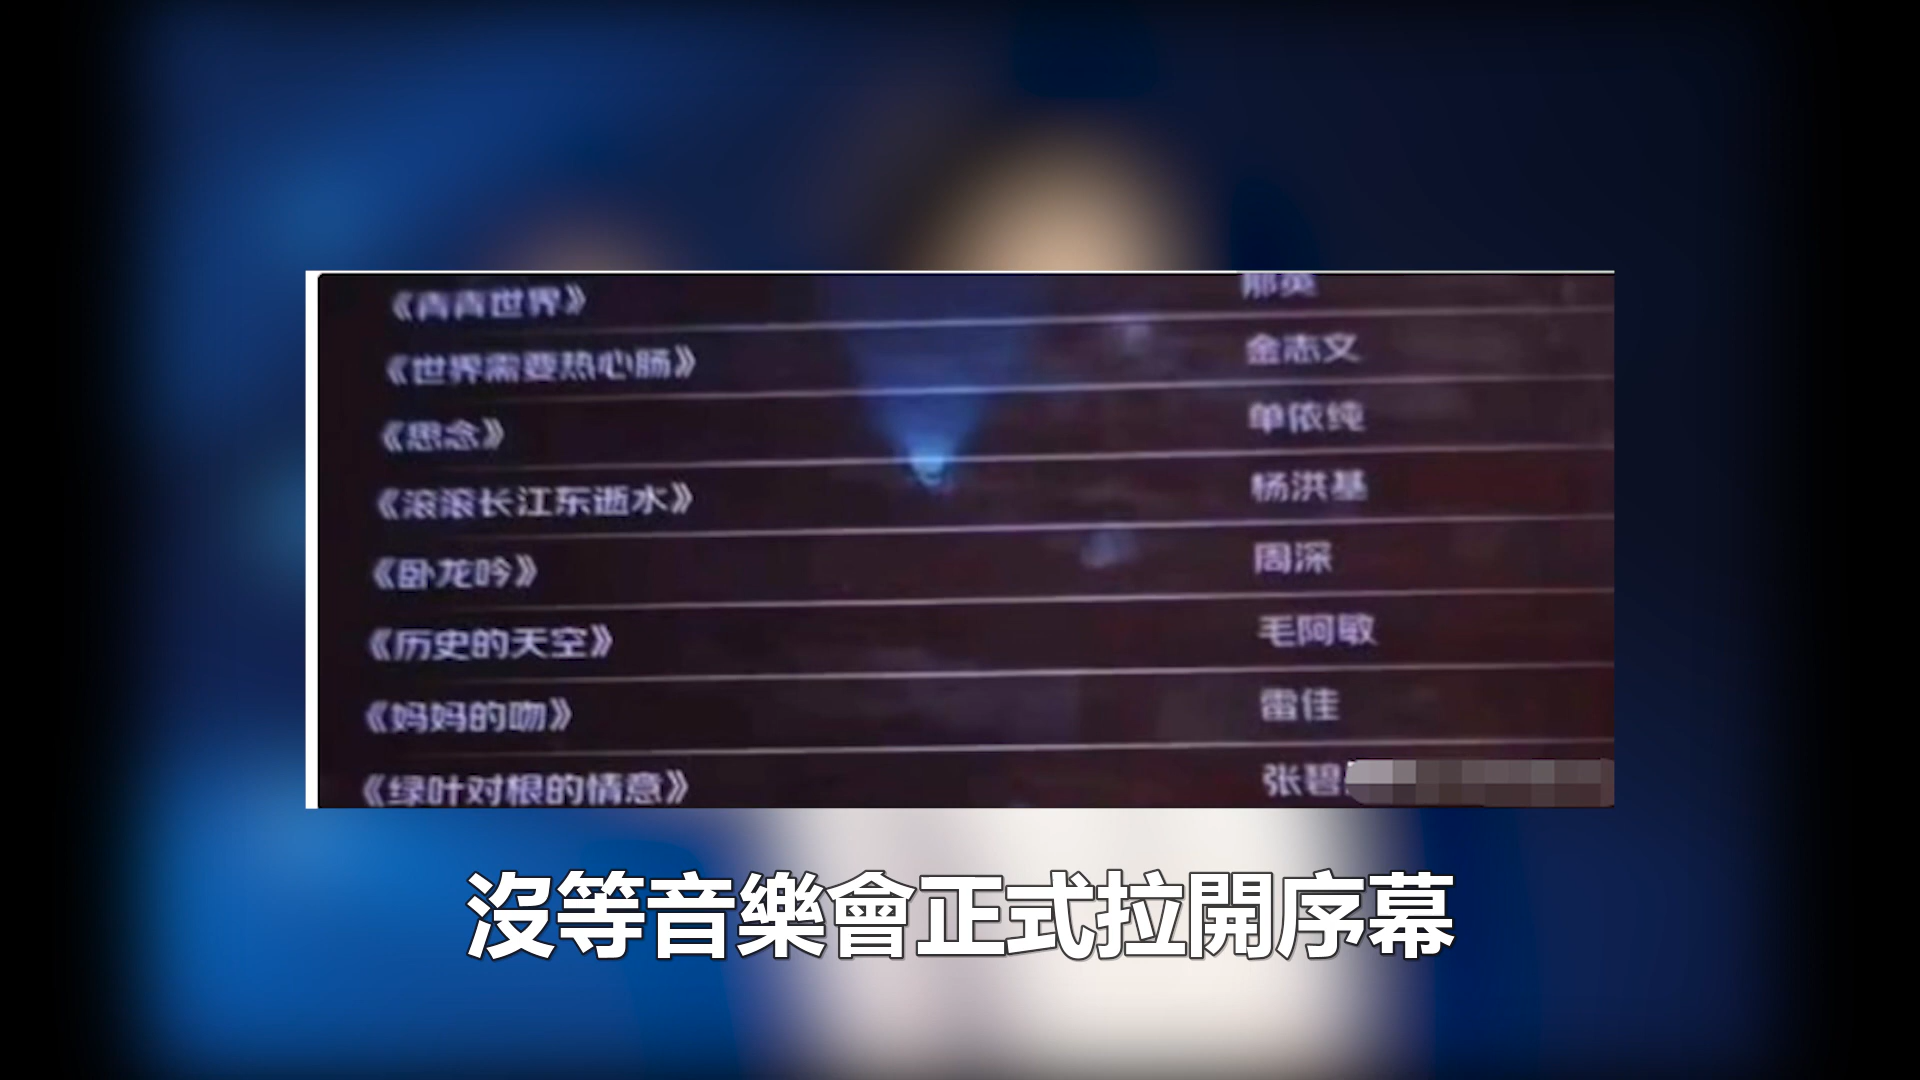 《青青世界》 那英
《世界需要热心肠》 金志文
《思念》 单依纯
《滚滚长江东逝水》 杨洪基
《卧龙吟》 周深
《历史的天空》 毛阿敏
《妈妈的吻》 雷佳
《绿叶对根的情意》 张碧
沒等音樂會正式拉開序幕